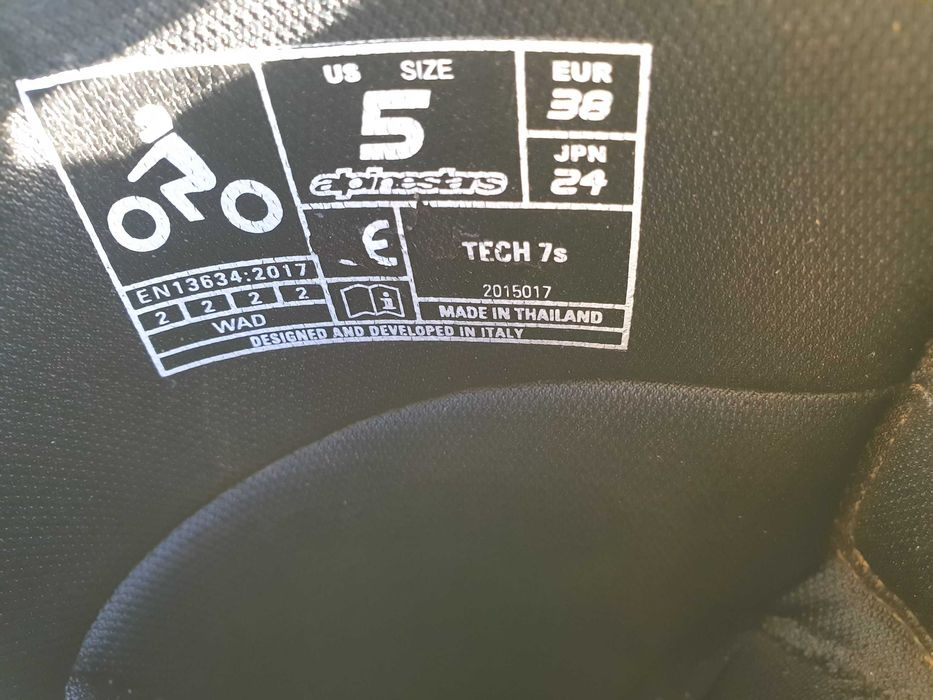 US SIZE
5
alpinestars
EUR
38
JPN
24
CE
TECH 7s
2015017
MADE IN THAILAND
EN13634:2017
2 2 2 2
WAD
i
DESIGNED AND DEVELOPED IN ITALY